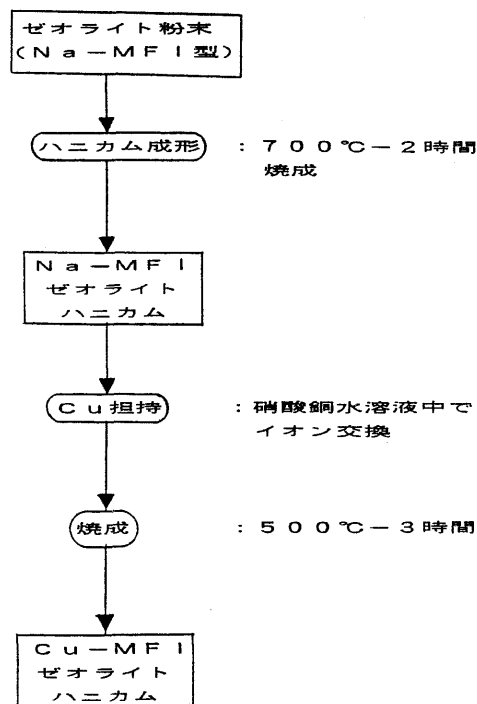 ゼオライト粉末
(Na－MFI型)
ハニカム成形
:700℃－2時間
焼成
Na－MFI
ゼオライト
ハニカム
Cu担持
:硝酸銅水溶液中で
イオン交換
焼成
:500℃－3時間
Cu－MFI
ゼオライト
ハニカム